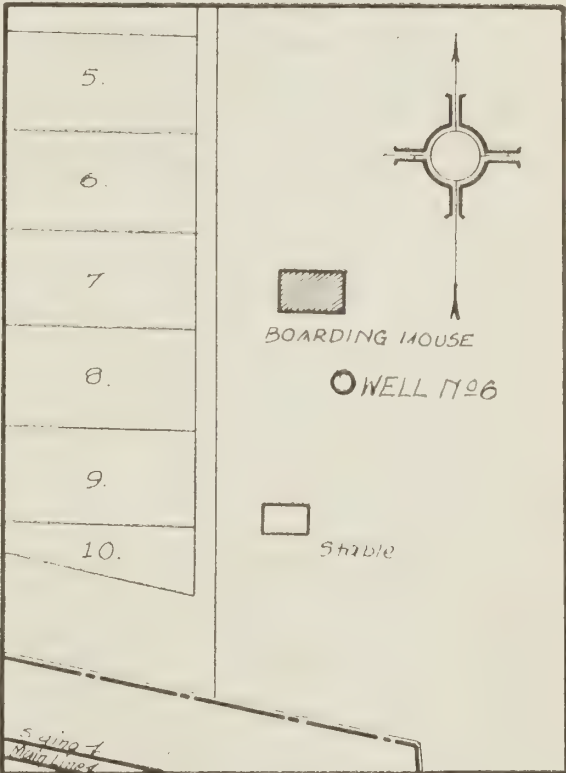 5.
6.
7
8.
9.
10.
BOARDING HOUSE
WELL Nº6
Stable
Siding
Main Line